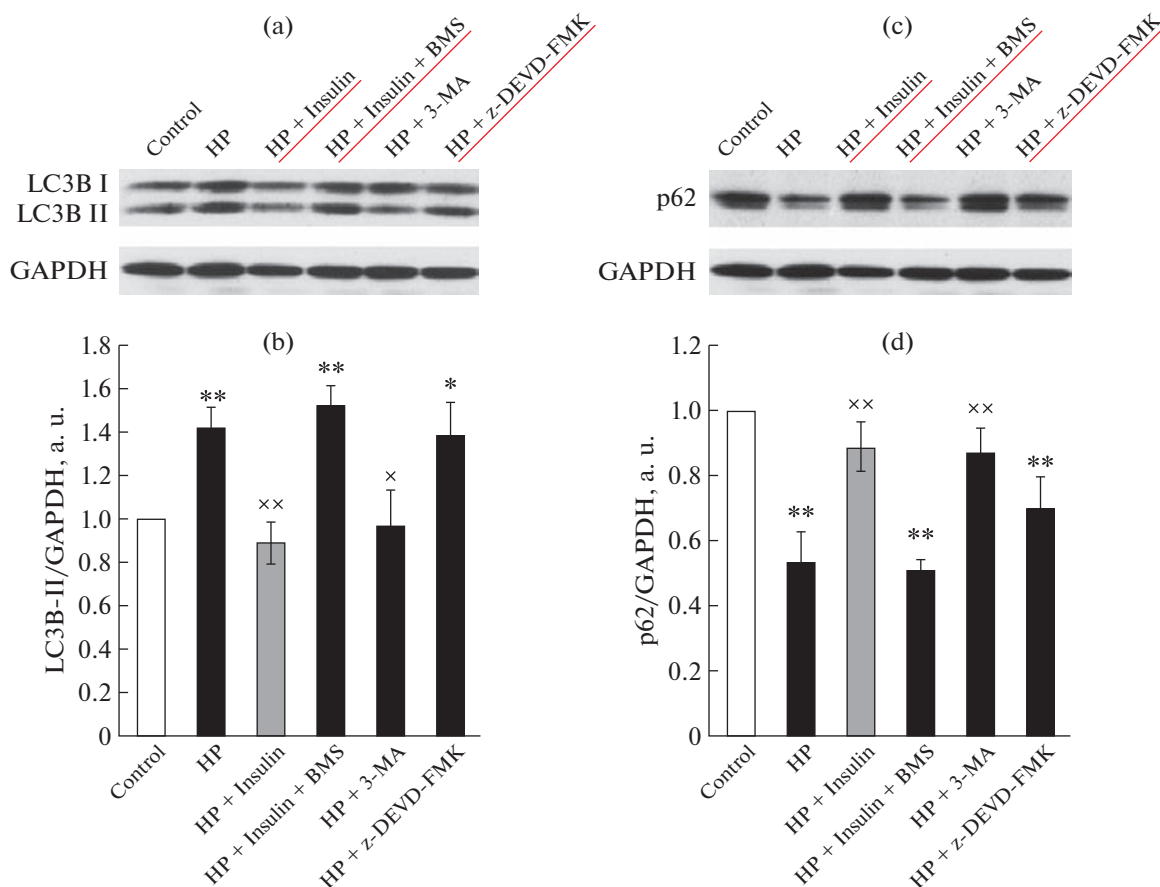 (a)
Control
HP
HP + Insulin
HP + Insulin + BMS
HP + 3-MA
HP + z-DEVD-FMK
LC3B I
LC3B II
GAPDH
(b)
LC3B-II/GAPDH, a. u.
1.8
1.6
1.4
1.2
1.0
0.8
0.6
0.4
0.2
0
**
××
**
×
*
Control
HP
HP + Insulin
HP + Insulin + BMS
HP + 3-MA
HP + z-DEVD-FMK
(c)
Control
HP
HP + Insulin
HP + Insulin + BMS
HP + 3-MA
HP + z-DEVD-FMK
p62
GAPDH
(d)
p62/GAPDH, a. u.
1.2
1.0
0.8
0.6
0.4
0.2
0
**
××
**
××
**
Control
HP
HP + Insulin
HP + Insulin + BMS
HP + 3-MA
HP + z-DEVD-FMK